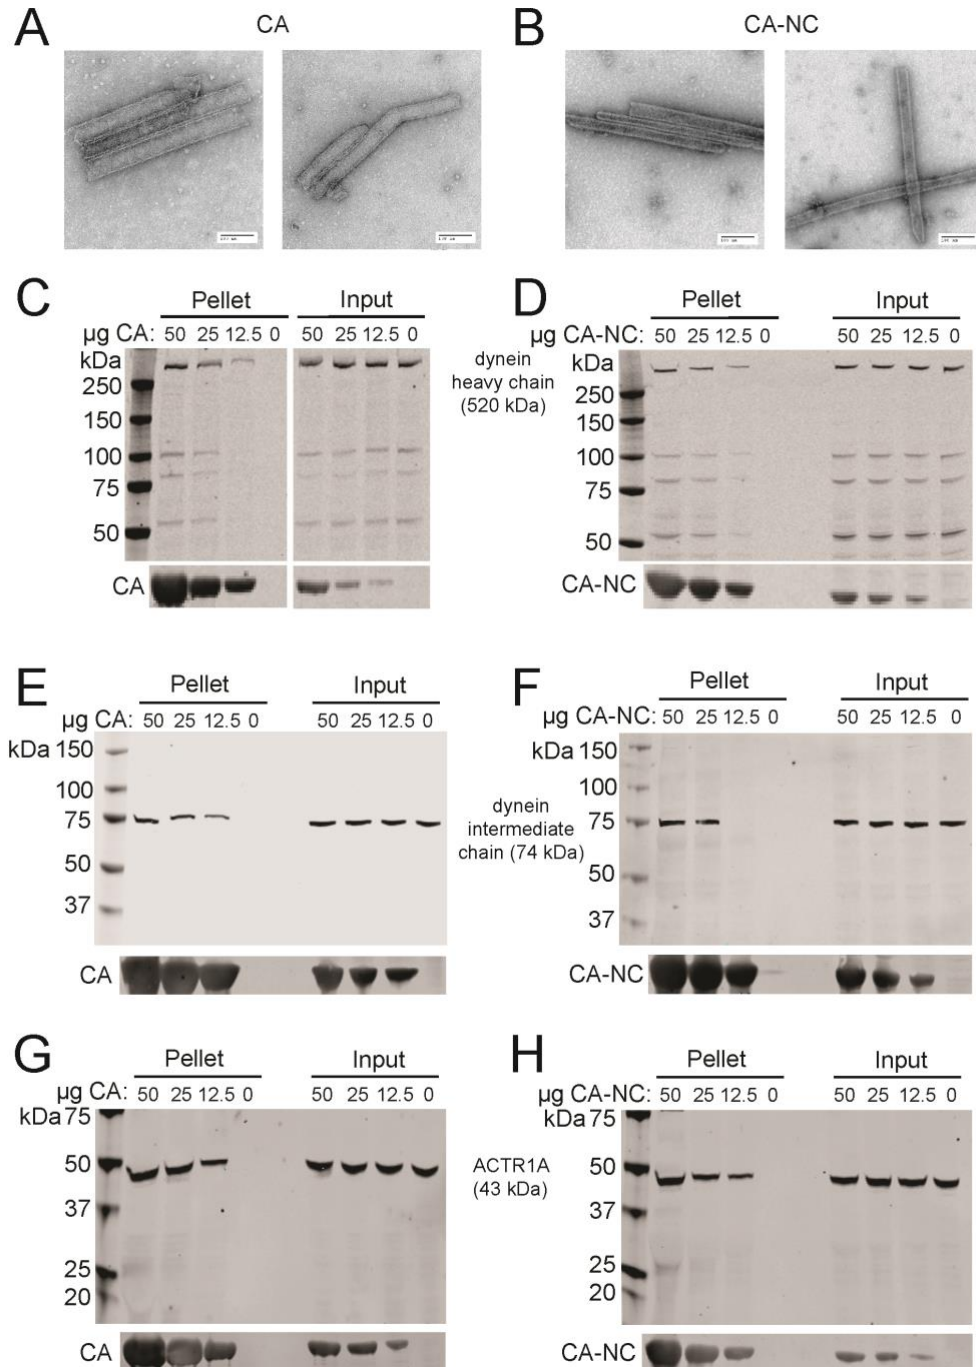 A CA B CA-NC
C Pellet Input
µg CA: 50 25 12.5 0 50 25 12.5 0
kDa
250
150
100
75
50
CA
dynein
heavy chain
(520 kDa)
D Pellet Input
µg CA-NC: 50 25 12.5 0 50 25 12.5 0
kDa
250
150
100
75
50
CA-NC
E Pellet Input
µg CA: 50 25 12.5 0 50 25 12.5 0
kDa 150
100
75
50
37
CA
dynein
intermediate
chain (74 kDa)
F Pellet Input
µg CA-NC: 50 25 12.5 0 50 25 12.5 0
kDa 150
100
75
50
37
CA-NC
G Pellet Input
µg CA: 50 25 12.5 0 50 25 12.5 0
kDa 75
50
37
25
20
CA
ACTR1A
(43 kDa)
H Pellet Input
µg CA-NC: 50 25 12.5 0 50 25 12.5 0
kDa 75
50
37
25
20
CA-NC